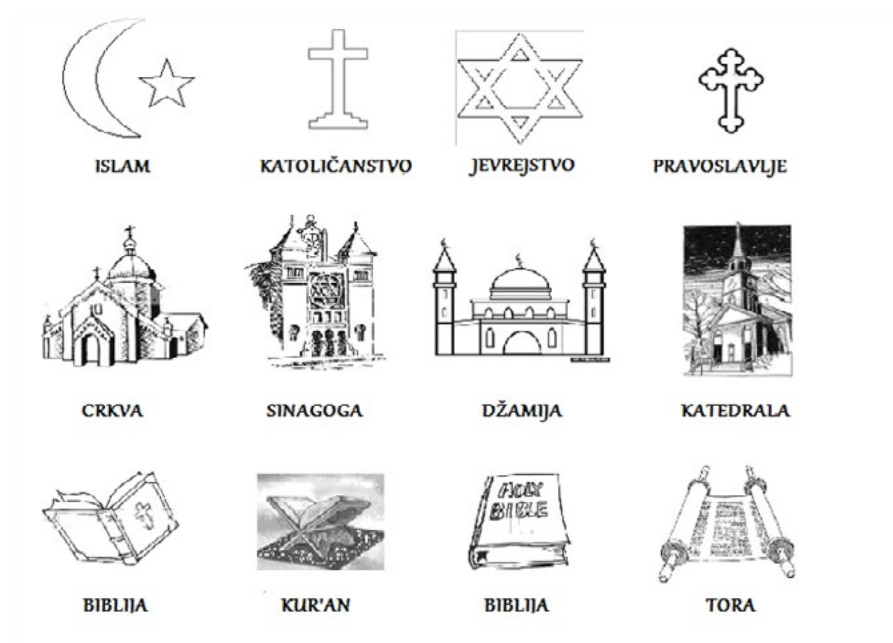 ISLAM KATOLIČANSTVO JEVREJSTVO PRAVOSLAVLJE
CRKVA SINAGOGA DŽAMIJA KATEDRALA
HOLY
BIBLE
BIBLIJA KUR'AN BIBLIJA TORA